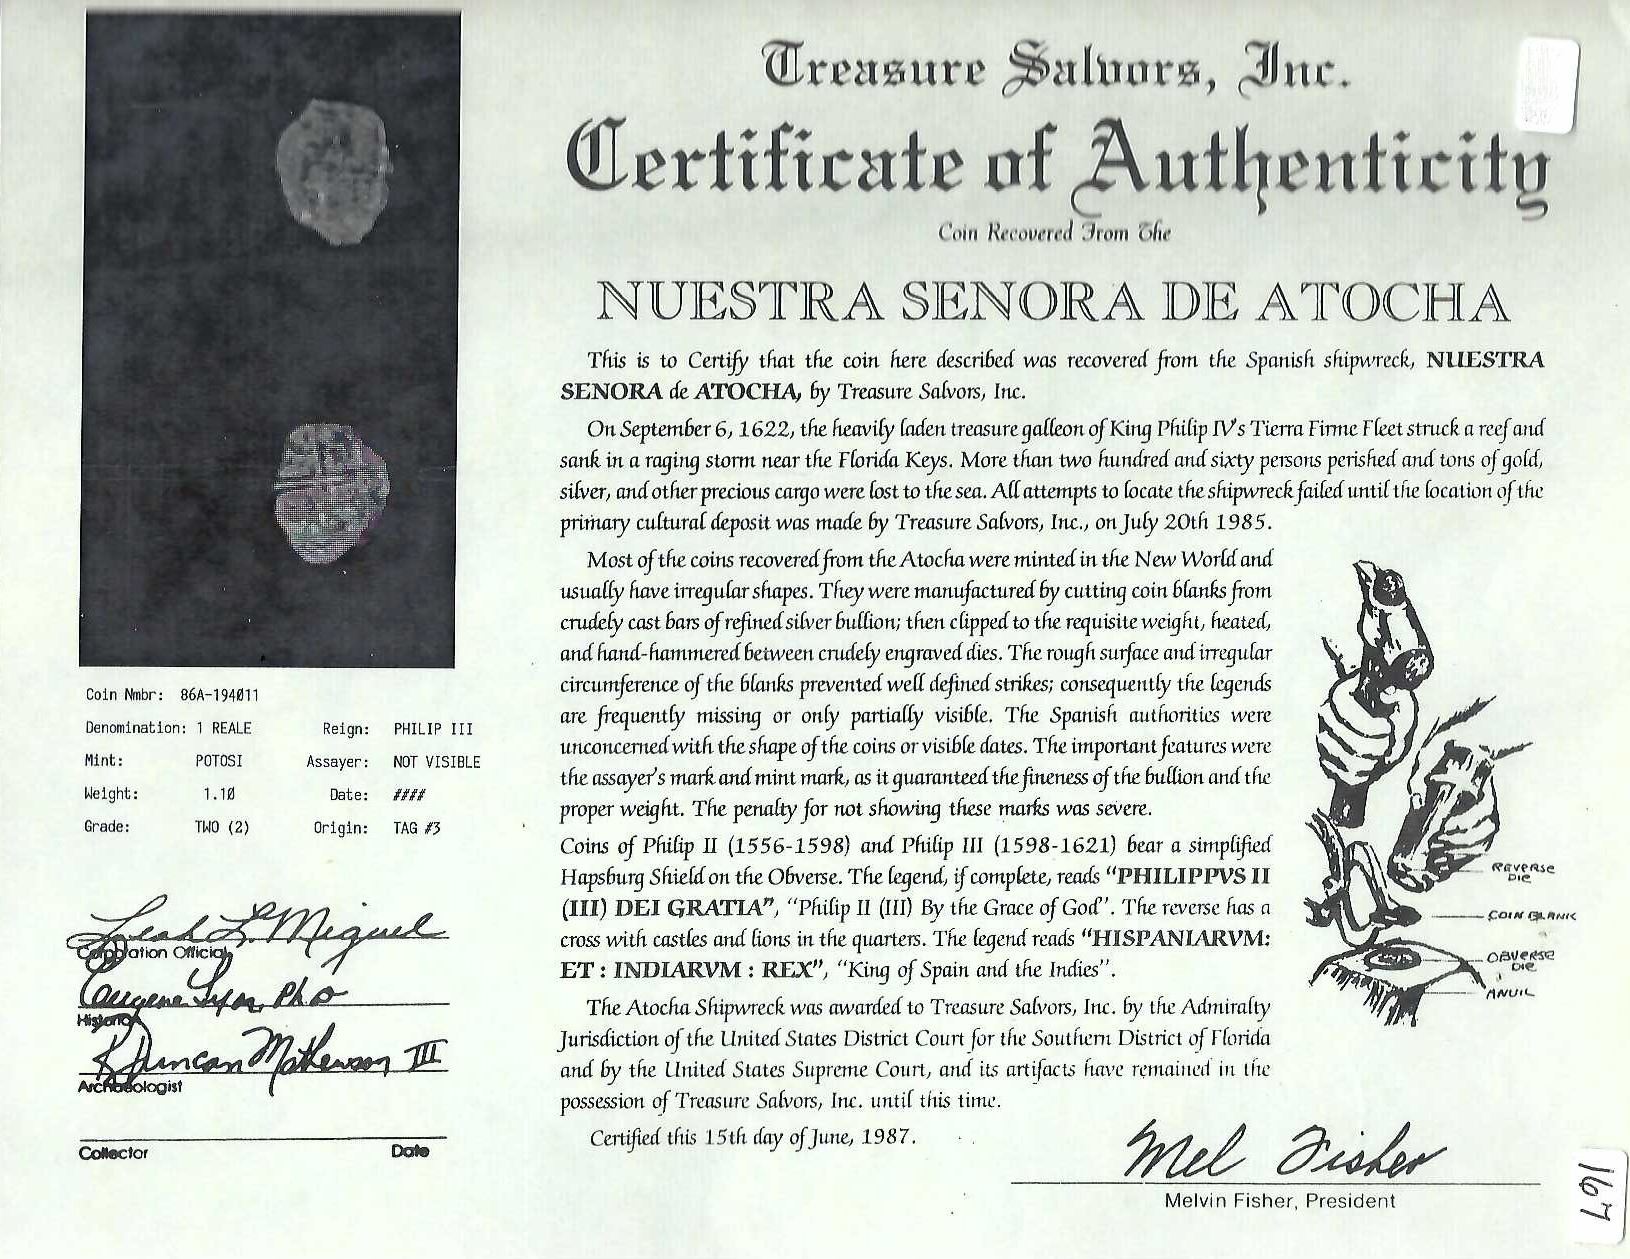 Treasure Salvors, Inc.
Certificate of Authenticity
Coin Recovered From The
NUESTRA SENORA DE ATOCHA
This is to Certify that the coin here described was recovered from the Spanish shipwreck, NUESTRA
SENORA de ATOCHA, by Treasure Salvors, Inc.
On September 6, 1622, the heavily laden treasure galleon of King Philip IV's Tierra Firme Fleet struck a reef and
sank in a raging storm near the Florida Keys. More than two hundred and sixty persons perished and tons of gold,
silver, and other precious cargo were lost to the sea. All attempts to locate the shipwreck failed until the location of the
primary cultural deposit was made by Treasure Salvors, Inc., on July 20th 1985.
Most of the coins recovered from the Atocha were minted in the New World and
usually have irregular shapes. They were manufactured by cutting coin blanks from
crudely cast bars of refined silver bullion; then clipped to the requisite weight, heated,
and hand-hammered between crudely engraved dies. The rough surface and irregular
circumference of the blanks prevented well defined strikes; consequently the legends
are frequently missing or only partially visible. The Spanish authorities were
unconcerned with the shape of the coins or visible dates. The important features were
the assayer's mark and mint mark, as it guaranteed the fineness of the bullion and the
proper weight. The penalty for not showing these marks was severe.
Coins of Philip II (1556-1598) and Philip III (1598-1621) bear a simplified
Hapsburg Shield on the Obverse. The legend, if complete, reads "PHILIPPVS II
(III) DEI GRATIA", "Philip II (III) By the Grace of God". The reverse has a
cross with castles and lions in the quarters. The legend reads "HISPANIARVM:
ET : INDIARVM : REX", "King of Spain and the Indies".
The Atocha Shipwreck was awarded to Treasure Salvors, Inc. by the Admiralty
Jurisdiction of the United States District Court for the Southern District of Florida
and by the United States Supreme Court, and its artifacts have remained in the
possession of Treasure Salvors, Inc. until this time.
Certified this 15th day of June, 1987.
Mel Fisher
Melvin Fisher, President
REVERSE
DIE
COIN BLANK
OBVERSE
DIE
ANVIL
Coin Nmbr: 86A-194011
Denomination: 1 REALE Reign: PHILIP III
Mint: POTOSI Assayer: NOT VISIBLE
Weight: 1.10 Date: ####
Grade: TWO (2) Origin: TAG #3
Leah L. Miguel
Corporation Official
Eugene Lyon, PhD
Historian
R Duncan Mathewson III
Archaeologist
Collector Date
167